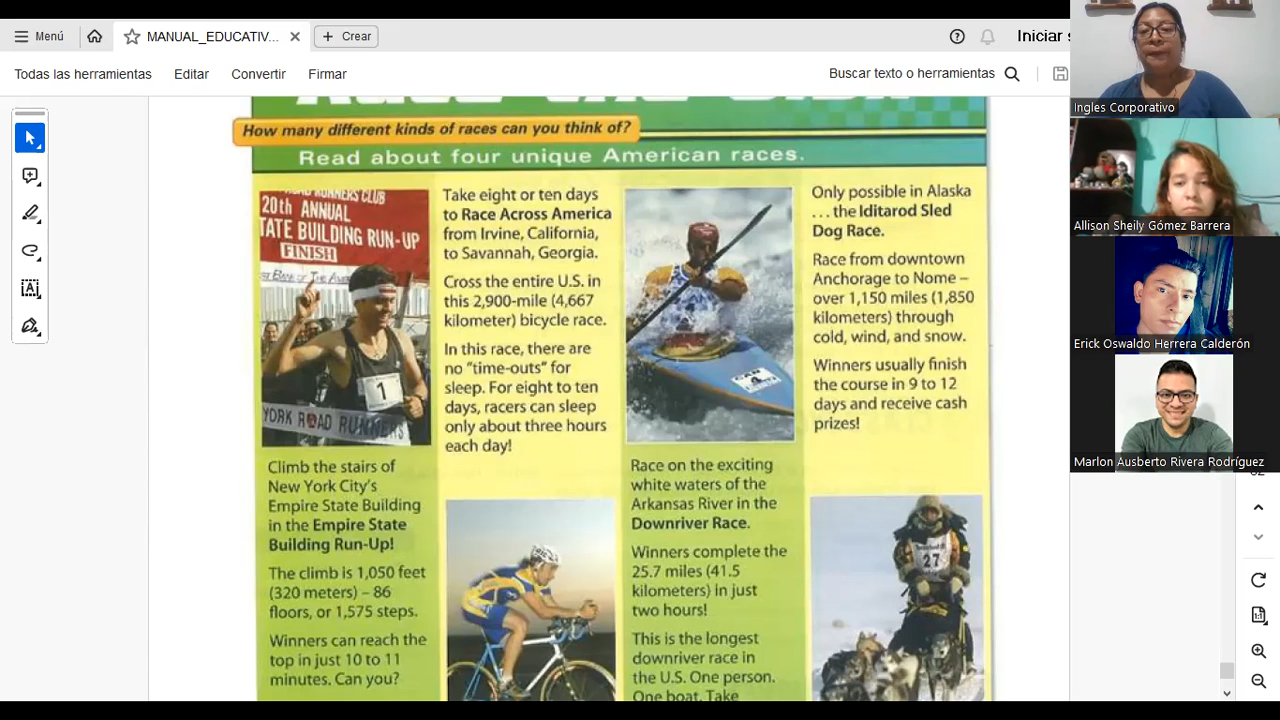 Menú
MANUAL_EDUCATIV...
Crear
Iniciar s
Todas las herramientas
Editar
Convertir
Firmar
Buscar texto o herramientas
How many different kinds of races can you think of?
Read about four unique American races.
20th ANNUAL
TATE BUILDING RUN-UP
FINISH
1
YORK ROAD RUNNERS
Climb the stairs of
New York City's
Empire State Building
in the Empire State
Building Run-Up!
The climb is 1,050 feet
(320 meters) – 86
floors, or 1,575 steps.
Winners can reach the
top in just 10 to 11
minutes. Can you?
Take eight or ten days
to Race Across America
from Irvine, California,
to Savannah, Georgia.
Cross the entire U.S. in
this 2,900-mile (4,667
kilometer) bicycle race.
In this race, there are
no "time-outs" for
sleep. For eight to ten
days, racers can sleep
only about three hours
each day!
4
Race on the exciting
white waters of the
Arkansas River in the
Downriver Race.
Winners complete the
25.7 miles (41.5
kilometers) in just
two hours!
This is the longest
downriver race in
the U.S. One person.
One boat. Take
Only possible in Alaska
. . . the Iditarod Sled
Dog Race.
Race from downtown
Anchorage to Nome –
over 1,150 miles (1,850
kilometers) through
cold, wind, and snow.
Winners usually finish
the course in 9 to 12
days and receive cash
prizes!
27
Ingles Corporativo
Allison Sheily Gómez Barrera
Erick Oswaldo Herrera Calderón
Marlon Ausberto Rivera Rodríguez